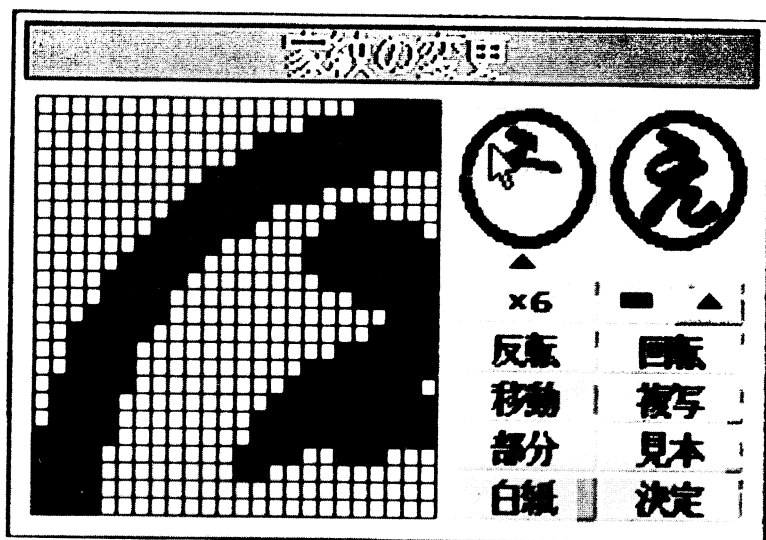 家紋の変更
え
×6
反転 回転
移動 複写
部分 見本
白紙 決定